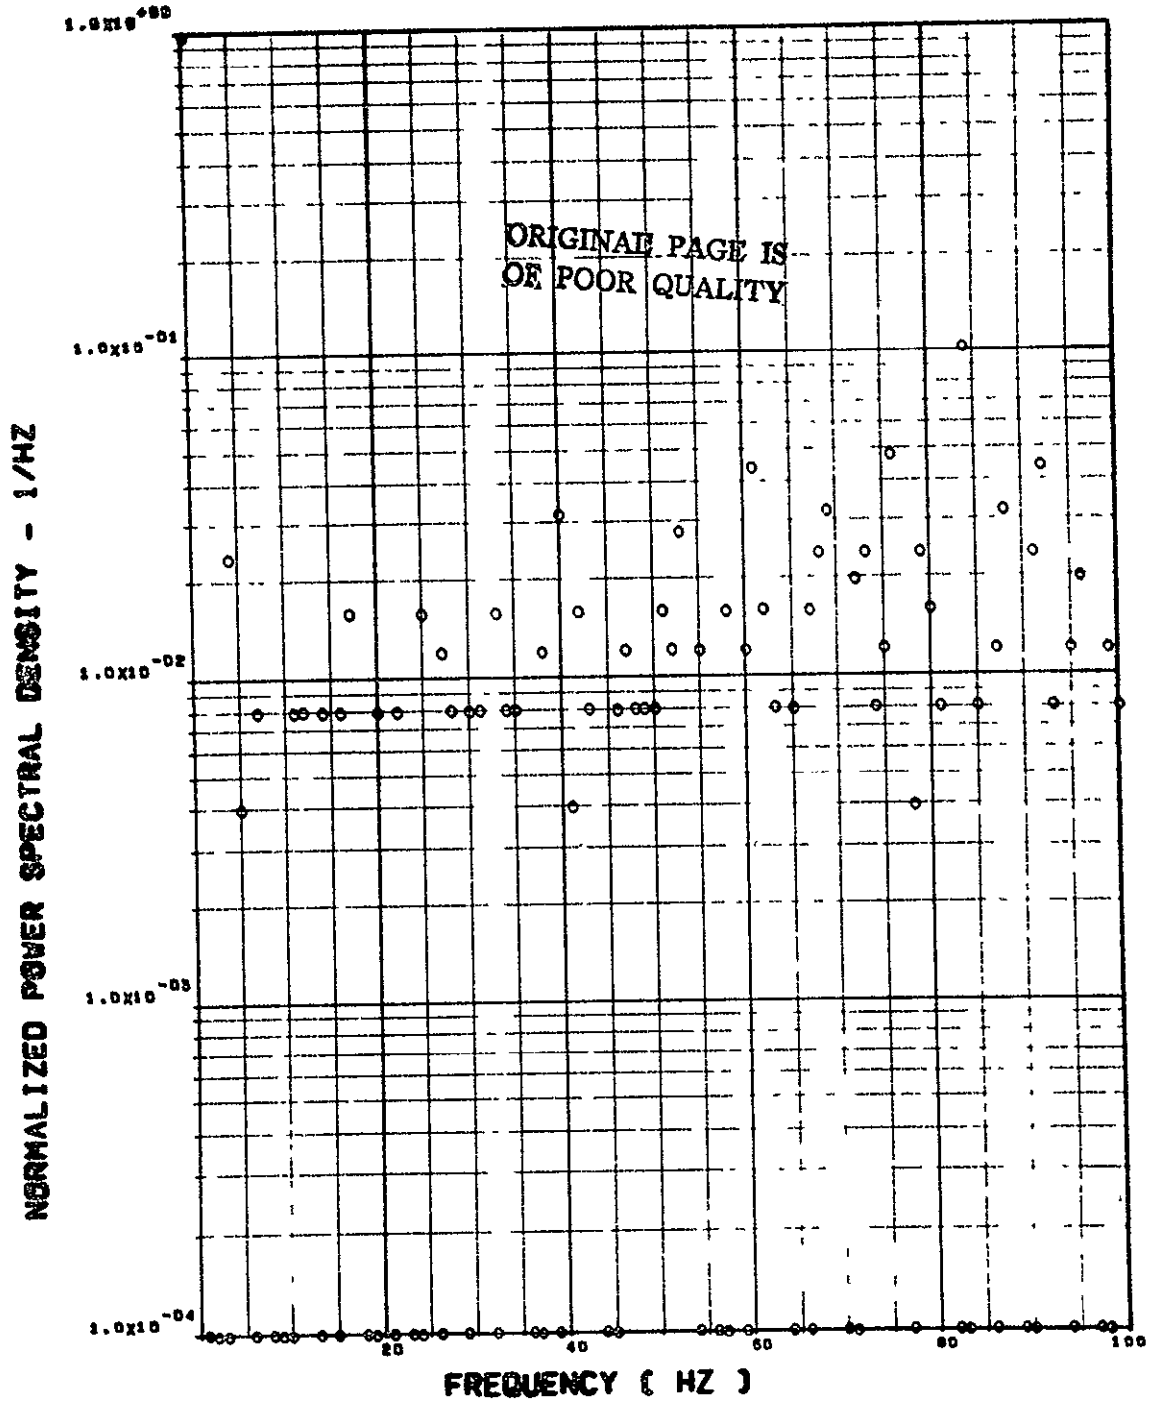 1.0X10^+00
ORIGINAL PAGE IS
OF POOR QUALITY
1.0X10^-01
1.0X10^-02
1.0X10^-03
1.0X10^-04
NORMALIZED POWER SPECTRAL DENSITY - 1/HZ
20 40 60 80 100
FREQUENCY ( HZ )